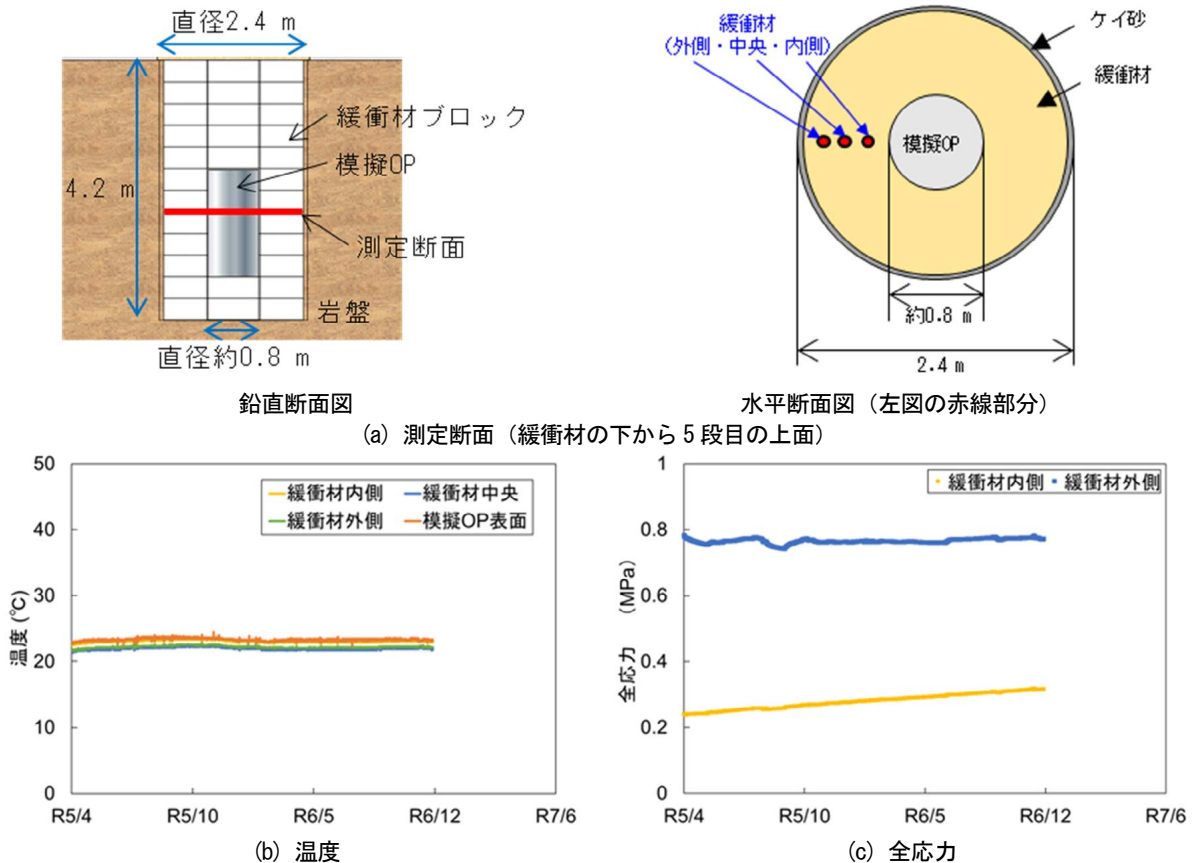 直径2.4 m
4.2 m
緩衝材ブロック
模擬OP
測定断面
岩盤
直径約0.8 m
鉛直断面図
緩衝材
(外側・中央・内側)
ケイ砂
緩衝材
模擬OP
約0.8 m
2.4 m
水平断面図（左図の赤線部分）
(a) 測定断面（緩衝材の下から5段目の上面）
50
40
30
20
10
0
温度 (℃)
緩衝材内側
緩衝材中央
緩衝材外側
模擬OP表面
R5/4
R5/10
R6/5
R6/12
R7/6
(b) 温度
1
0.8
0.6
0.4
0.2
0
全応力 (MPa)
緩衝材内側
緩衝材外側
R5/4
R5/10
R6/5
R6/12
R7/6
(c) 全応力